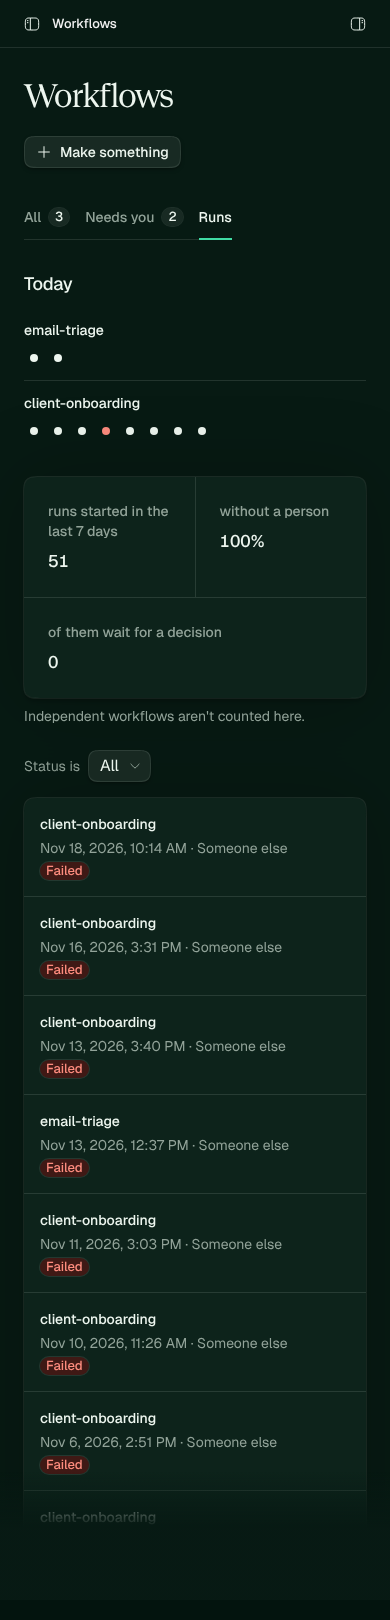 Workflows
Workflows
Make something
All 3 Needs you 2 Runs
Today
email-triage
client-onboarding
runs started in the
last 7 days
51
without a person
100%
of them wait for a decision
0
Independent workflows aren't counted here.
Status is All
client-onboarding
Nov 18, 2026, 10:14 AM · Someone else
Failed
client-onboarding
Nov 16, 2026, 3:31 PM · Someone else
Failed
client-onboarding
Nov 13, 2026, 3:40 PM · Someone else
Failed
email-triage
Nov 13, 2026, 12:37 PM · Someone else
Failed
client-onboarding
Nov 11, 2026, 3:03 PM · Someone else
Failed
client-onboarding
Nov 10, 2026, 11:26 AM · Someone else
Failed
client-onboarding
Nov 6, 2026, 2:51 PM · Someone else
Failed
client-onboarding